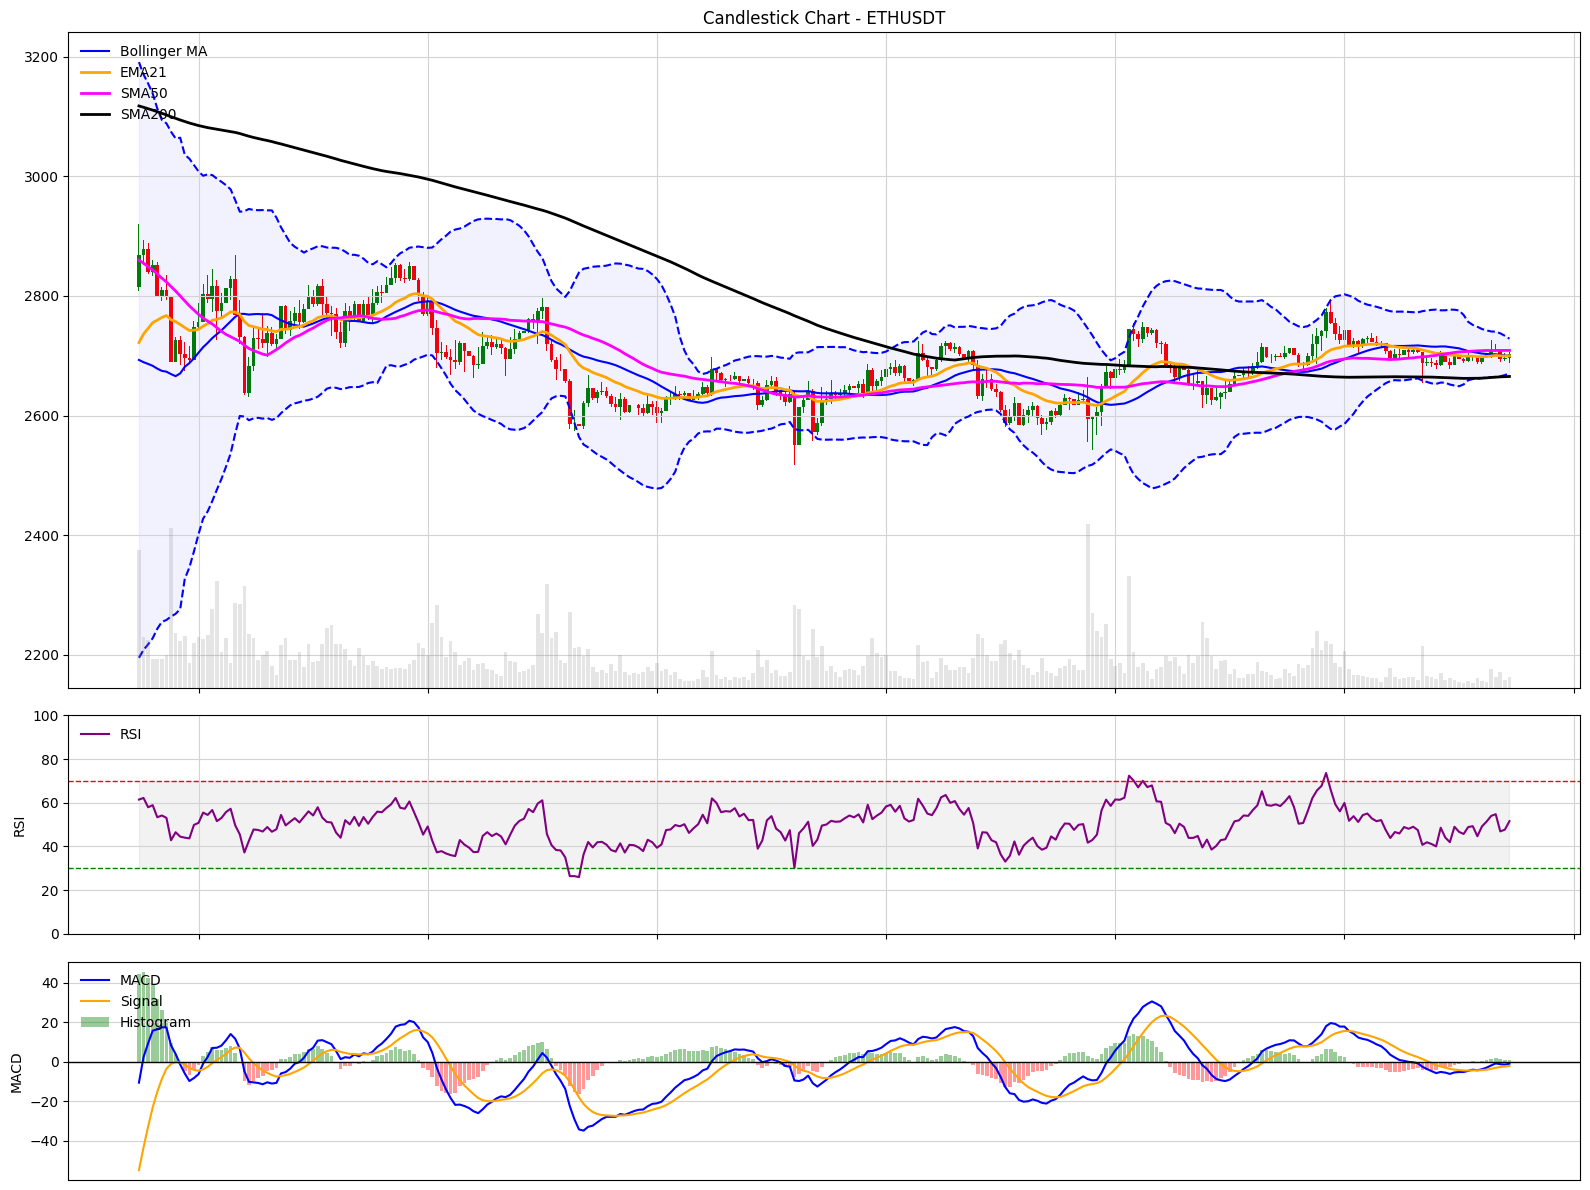 Candlestick Chart - ETHUSDT
3200
3000
2800
2600
2400
2200
Bollinger MA
EMA21
SMA50
SMA200
RSI
100
80
60
40
20
0
RSI
MACD
40
20
0
−20
−40
MACD
Signal
Histogram